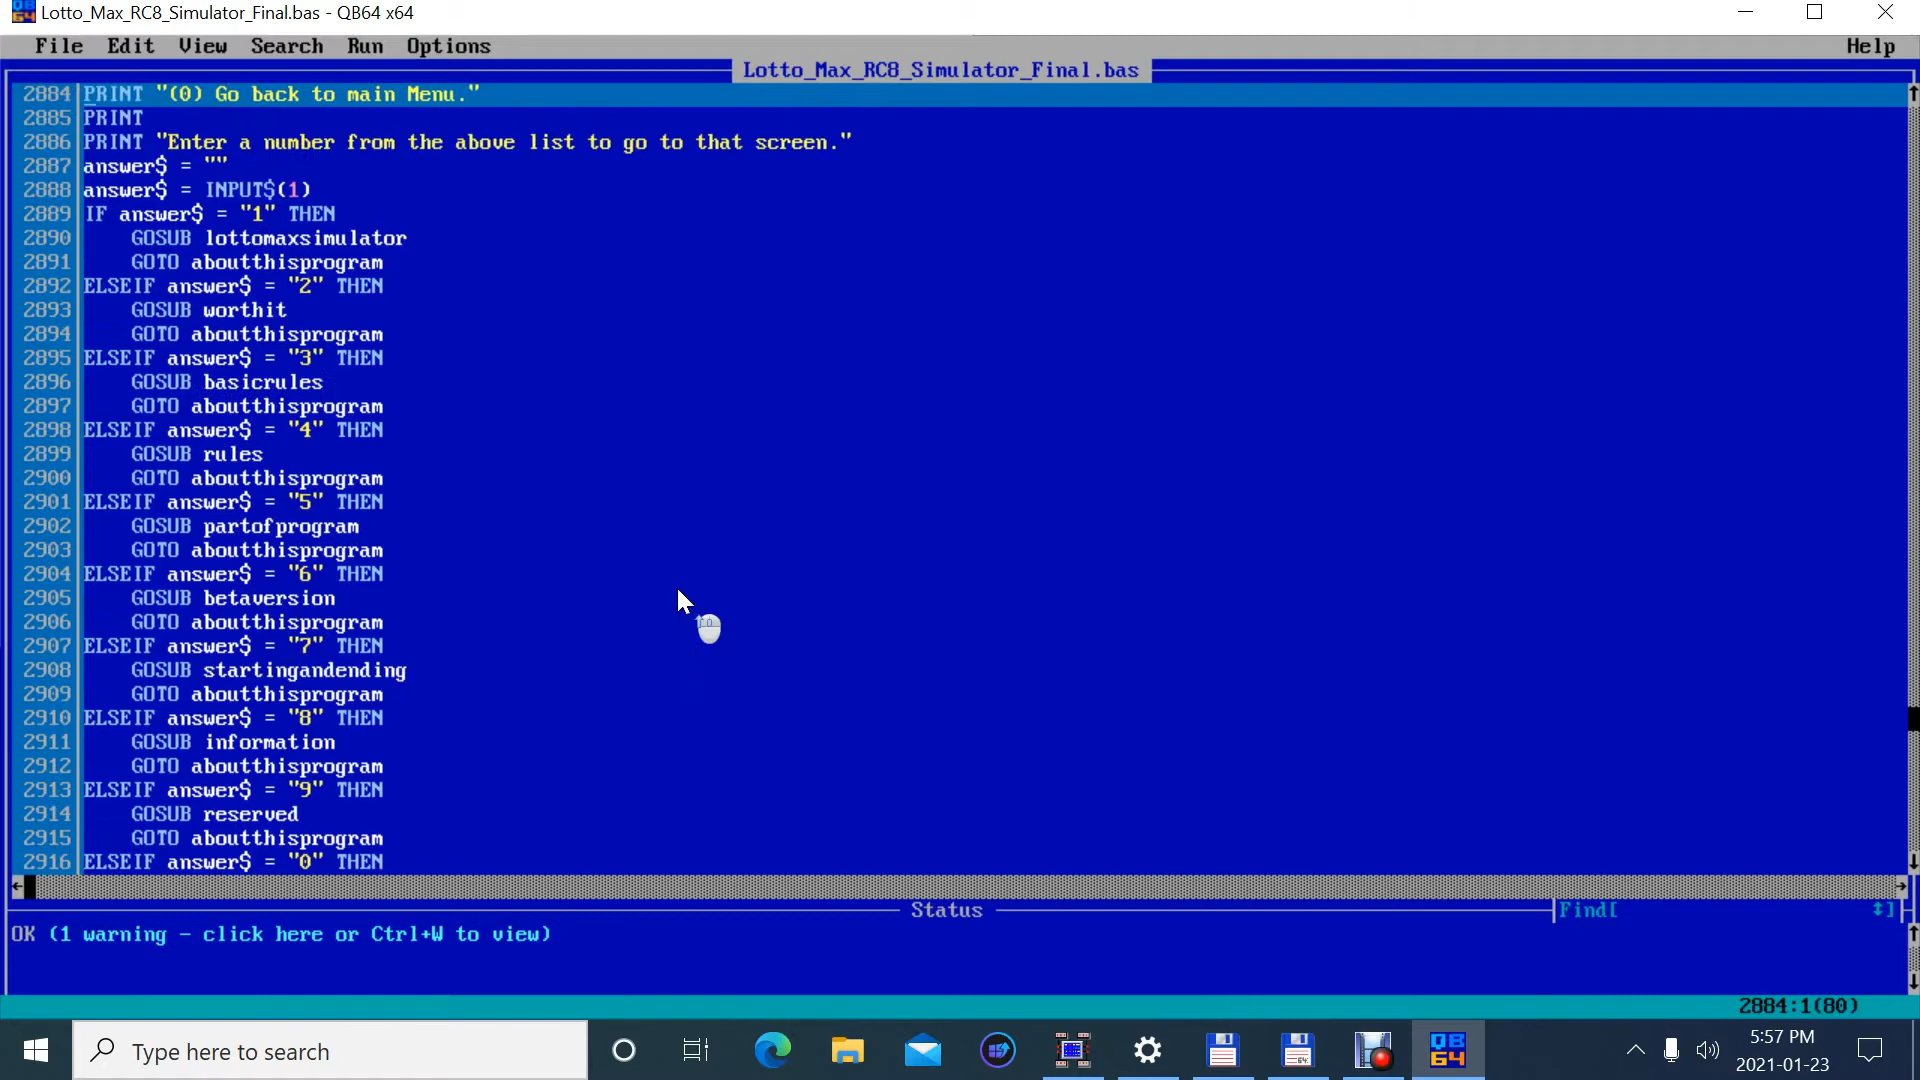 Lotto_Max_RC8_Simulator_Final.bas - QB64 x64
File Edit View Search Run Options Help
Lotto_Max_RC8_Simulator_Final.bas
2884 PRINT "(0) Go back to main Menu."
2885 PRINT
2886 PRINT "Enter a number from the above list to go to that screen."
2887 answer$ = ""
2888 answer$ = INPUT$(1)
2889 IF answer$ = "1" THEN
2890 GOSUB lottomaxsimulator
2891 GOTO aboutthisprogram
2892 ELSEIF answer$ = "2" THEN
2893 GOSUB worthit
2894 GOTO aboutthisprogram
2895 ELSEIF answer$ = "3" THEN
2896 GOSUB basicrules
2897 GOTO aboutthisprogram
2898 ELSEIF answer$ = "4" THEN
2899 GOSUB rules
2900 GOTO aboutthisprogram
2901 ELSEIF answer$ = "5" THEN
2902 GOSUB partofprogram
2903 GOTO aboutthisprogram
2904 ELSEIF answer$ = "6" THEN
2905 GOSUB betaversion
2906 GOTO aboutthisprogram
2907 ELSEIF answer$ = "7" THEN
2908 GOSUB startingandending
2909 GOTO aboutthisprogram
2910 ELSEIF answer$ = "8" THEN
2911 GOSUB information
2912 GOTO aboutthisprogram
2913 ELSEIF answer$ = "9" THEN
2914 GOSUB reserved
2915 GOTO aboutthisprogram
2916 ELSEIF answer$ = "0" THEN
Status
Find[ ]
OK (1 warning - click here or Ctrl+W to view)
2884:1(80)
Type here to search
QB
64
5:57 PM
2021-01-23